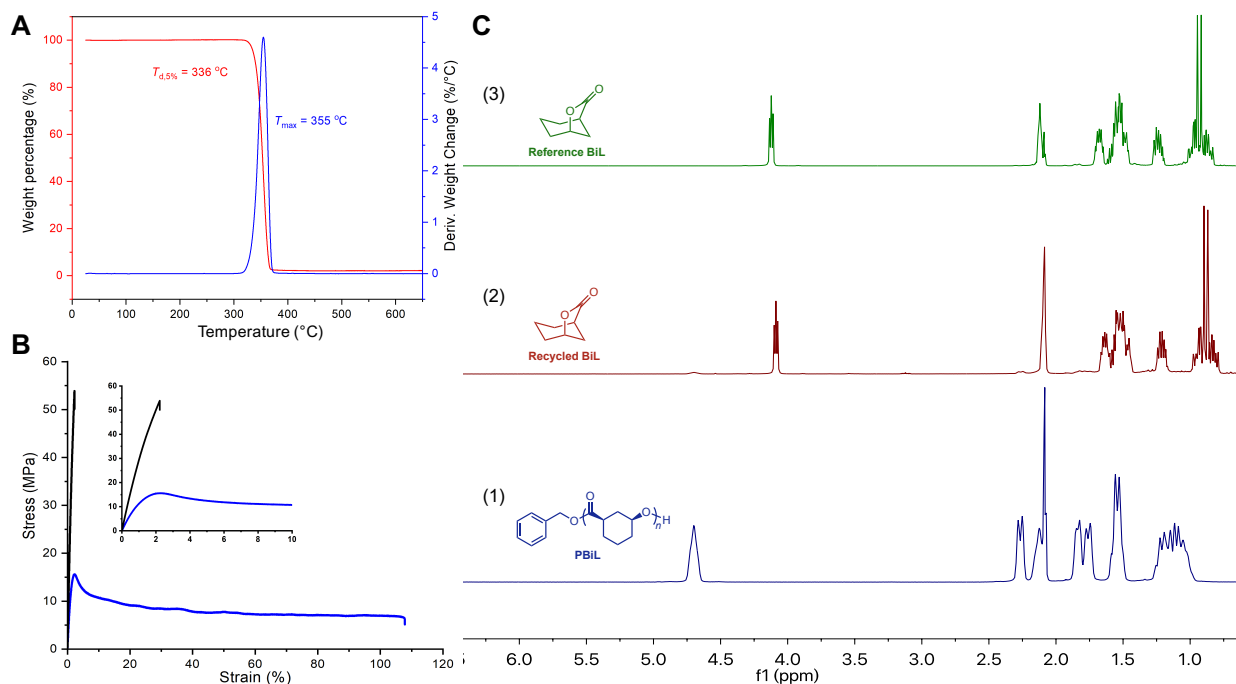 A
Weight percentage (%)
100
80
60
40
20
0
T_d,5% = 336 °C
T_max = 355 °C
5
4
3
2
1
0
Deriv. Weight Change (%/°C)
0 100 200 300 400 500 600
Temperature (°C)
B
Stress (MPa)
60
50
40
30
20
10
0
60
50
40
30
20
10
0
0 2 4 6 8 10
0 20 40 60 80 100 120
Strain (%)
C
(3)
O
O
Reference BiL
(2)
O
O
Recycled BiL
(1)
O
O
O
n
H
PBiL
6.0 5.5 5.0 4.5 4.0 3.5 3.0 2.5 2.0 1.5 1.0
f1 (ppm)